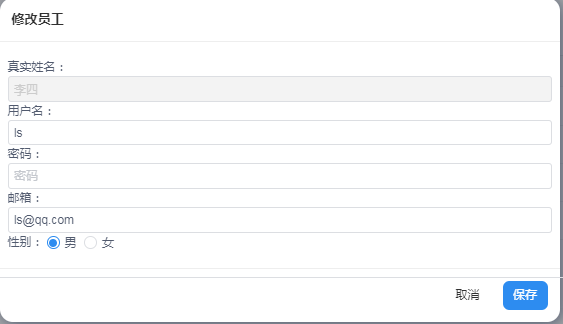 修改员工
真实姓名：
李四
用户名：
ls
密码：
密码
邮箱：
ls@qq.com
性别： 男 女
取消 保存